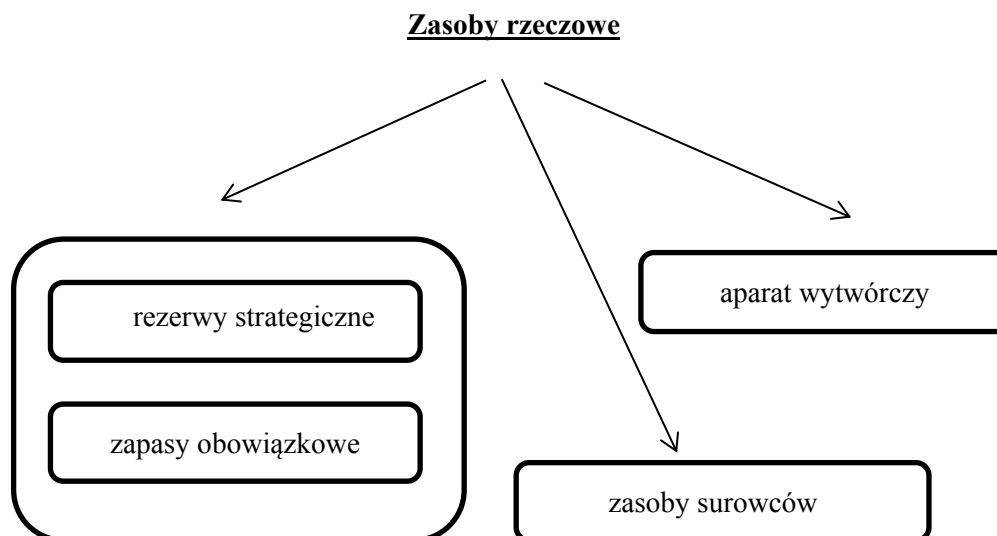 Zasoby rzeczowe
rezerwy strategiczne
zapasy obowiązkowe
aparat wytwórczy
zasoby surowców